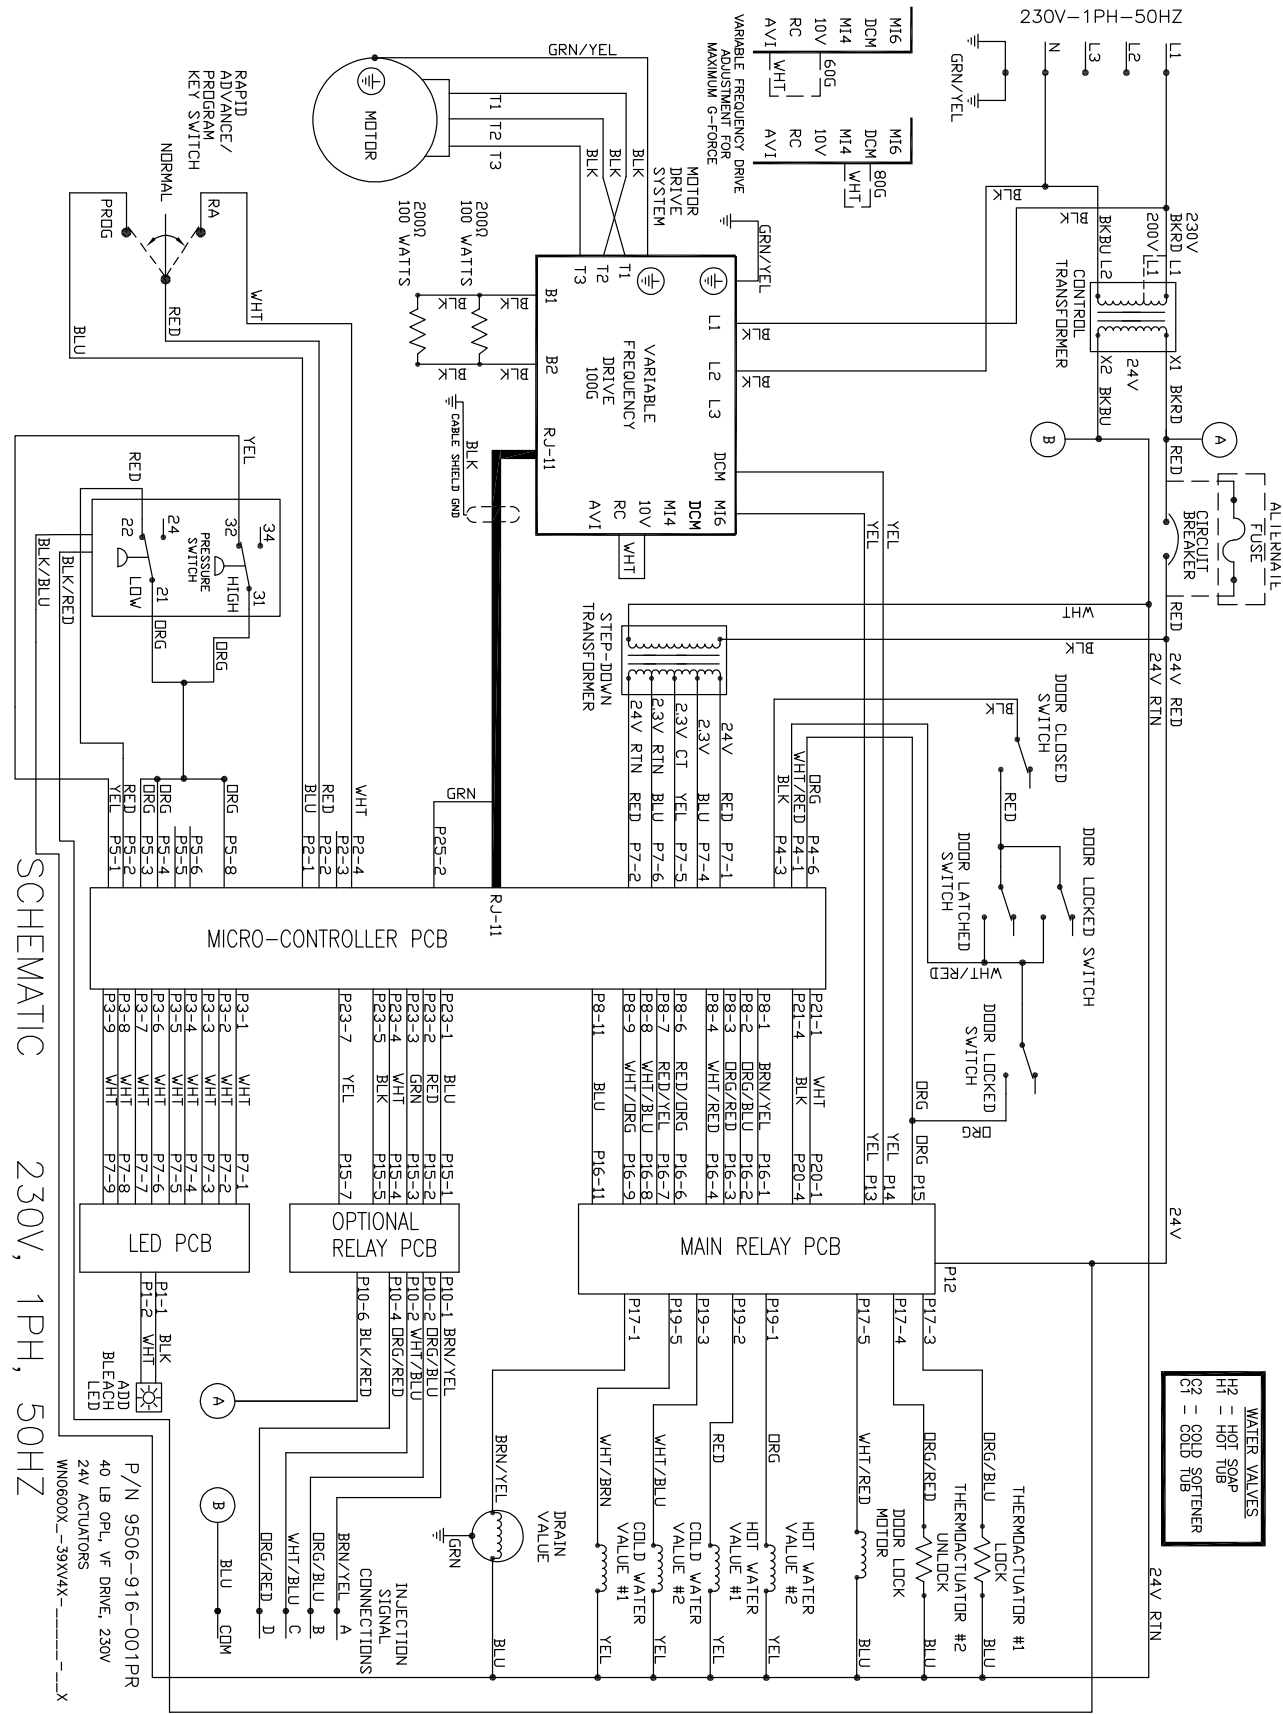 230V-1PH-50HZ
L1
L2
L3
N
GRN/YEL
MI6
DCM
MI4
10V
RC
AVI
WHT
60G
MI6
DCM
MI4
10V
RC
AVI
WHT
80G
VARIABLE FREQUENCY DRIVE
ADJUSTMENT FOR
MAXIMUM G-FORCE
GRN/YEL
MOTOR
T1
T2
T3
BLK
BLK
BLK
MOTOR
DRIVE
SYSTEM
RAPID
ADVANCE/
PROGRAM
KEY SWITCH
NORMAL
RA
PROG
WHT
RED
BLU
200Ω
100 WATTS
200Ω
100 WATTS
BLK
BLK
BLK
BLK
GRN/YEL
T1
T2
T3
B1
B2
L1
L2
L3
VARIABLE
FREQUENCY
DRIVE
100G
RJ-11
DCM
MI6
DCM
MI4
10V
RC
AVI
WHT
BLK
CABLE SHIELD GND
BLK
BLK
BLK
BLK
230V
BKRD L1
200V L1
BKBU L2
CONTROL
TRANSFORMER
24V
X1 BKRD
X2 BKBU
A
B
RED
ALTERNATE
FUSE
CIRCUIT
BREAKER
RED
YEL
YEL
WHT
BLK
24V RED
24V RTN
STEP-DOWN
TRANSFORMER
24V RED P7-1
2.3V BLU P7-4
2.3V CT YEL P7-5
2.3V RTN BLU P7-6
24V RTN RED P7-2
YEL
RED
34
32
31
HIGH
PRESSURE
SWITCH
24
22
21
LOW
ORG
ORG
BLK/RED
BLK/BLU
DOOR CLOSED
SWITCH
BLK
RED
DOOR LOCKED SWITCH
DOOR LATCHED
SWITCH
WHT/RED
DOOR LOCKED
SWITCH
ORG
ORG P4-6
WHT/RED P4-1
BLK P4-3
GRN
P25-2
WHT P2-4
P2-3
RED P2-2
BLU P2-1
ORG P5-8
P5-6
P5-5
ORG P5-4
ORG P5-3
RED P5-2
YEL P5-1
RJ-11
MICRO-CONTROLLER PCB
P21-1 WHT P20-1
P21-4 BLK P20-4
P8-1 BRN/YEL P16-1
P8-2 ORG/BLU P16-2
P8-3 ORG/RED P16-3
P8-4 WHT/RED P16-4
P8-6 RED/ORG P16-6
P8-7 RED/YEL P16-7
P8-8 WHT/BLU P16-8
P8-9 WHT/ORG P16-9
P8-11 BLU P16-11
P23-1 BLU P15-1
P23-2 RED P15-2
P23-3 GRN P15-3
P23-4 WHT P15-4
P23-5 BLK P15-5
P23-7 YEL P15-7
P3-1 WHT P7-1
P3-2 WHT P7-2
P3-3 WHT P7-3
P3-4 WHT P7-4
P3-5 WHT P7-5
P3-6 WHT P7-6
P3-7 WHT P7-7
P3-8 WHT P7-8
P3-9 WHT P7-9
ORG
ORG P15
YEL P14
YEL P13
24V
LED PCB
OPTIONAL
RELAY PCB
MAIN RELAY PCB
P12
P1-1 BLK
P1-2 WHT
ADD
BLEACH
LED
P10-1 BRN/YEL
P10-2 ORG/BLU
P10-2 WHT/BLU
P10-4 ORG/RED
P10-6 BLK/RED
A
B
BLU
COM
BRN/YEL A
ORG/BLU B
WHT/BLU C
ORG/RED D
INJECTION
SIGNAL
CONNECTIONS
P17-3
P17-4
P17-5
P19-1
P19-2
P19-3
P19-5
P17-1
ORG/BLU
THERMOACTUATOR #1
LOCK
BLU
ORG/RED
THERMOACTUATOR #2
UNLOCK
BLU
WHT/RED
DOOR LOCK
MOTOR
BLU
ORG
HOT WATER
VALUE #2
YEL
RED
HOT WATER
VALUE #1
YEL
WHT/BLU
COLD WATER
VALUE #2
YEL
WHT/BRN
COLD WATER
VALUE #1
YEL
BRN/YEL
DRAIN
VALUE
GRN
BLU
24V RTN
WATER VALVES
H2 - HOT SOAP
H1 - HOT TUB
C2 - COLD SOFTENER
C1 - COLD TUB
SCHEMATIC 230V, 1PH, 50HZ
P/N 9506-916-001PR
40 LB OPL, VF DRIVE, 230V
24V ACTUATORS
WN0600X_-39XV4X-______-__X